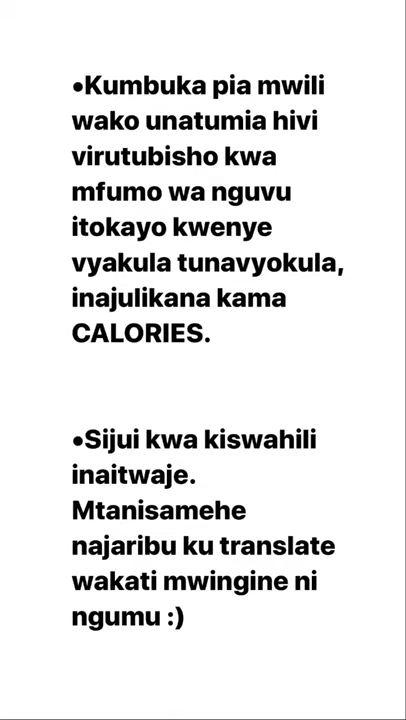 •Kumbuka pia mwili
wako unatumia hivi
virutubisho kwa
mfumo wa nguvu
itokayo kwenye
vyakula tunavyokula,
inajulikana kama
CALORIES.
•Sijui kwa kiswahili
inaitwaje.
Mtanisamehe
najaribu ku translate
wakati mwingine ni
ngumu :)